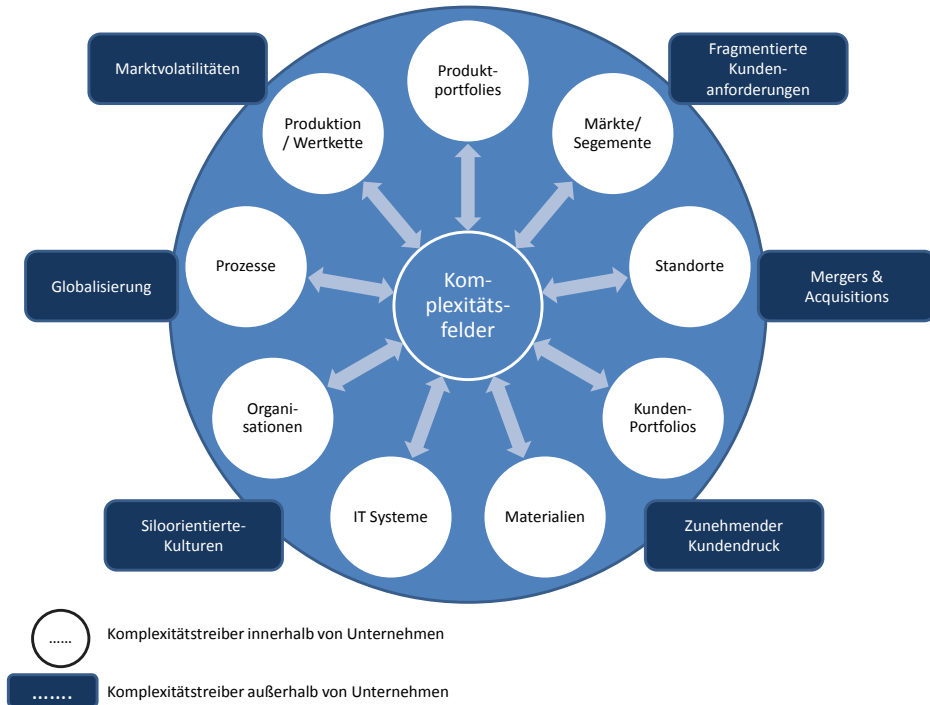 Marktvolatilitäten
Produkt-
portfolies
Fragmentierte
Kunden-
anforderungen
Produktion
/ Wertkette
Märkte/
Segemente
Globalisierung
Prozesse
Kom-
plexitäts-
felder
Standorte
Mergers &
Acquisitions
Organi-
sationen
Kunden-
Portfolios
Siloorientierte-
Kulturen
IT Systeme
Materialien
Zunehmender
Kundendruck
......
Komplexitätstreiber innerhalb von Unternehmen
.......
Komplexitätstreiber außerhalb von Unternehmen